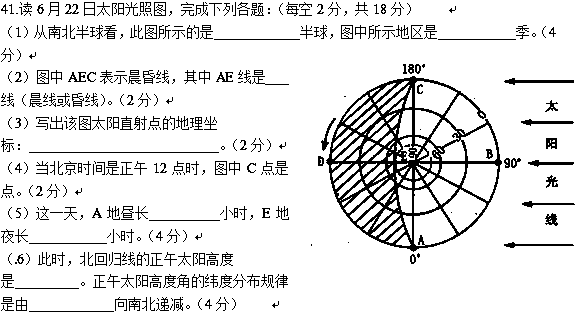 41.读6月22日太阳光照图，完成下列各题：(每空2分，共18分)
(1) 从南北半球看，此图所示的是____________半球，图中所示地区是___________季。(4
分)
(2) 图中AEC表示晨昏线，其中AE线是___
线（晨线或昏线）。(2分)
(3) 写出该图太阳直射点的地理坐
标：____________________________。(2分)
(4) 当北京时间是正午12点时，图中C点是
点。(2分)
(5) 这一天，A地昼长__________小时，E地
夜长___________小时。(4分)
(.6) 此时，北回归线的正午太阳高度
是_________。正午太阳高度角的纬度分布规律
是由____________向南北递减。(4分)
180°
C
D
B
90°
A
0°
太
阳
光
线